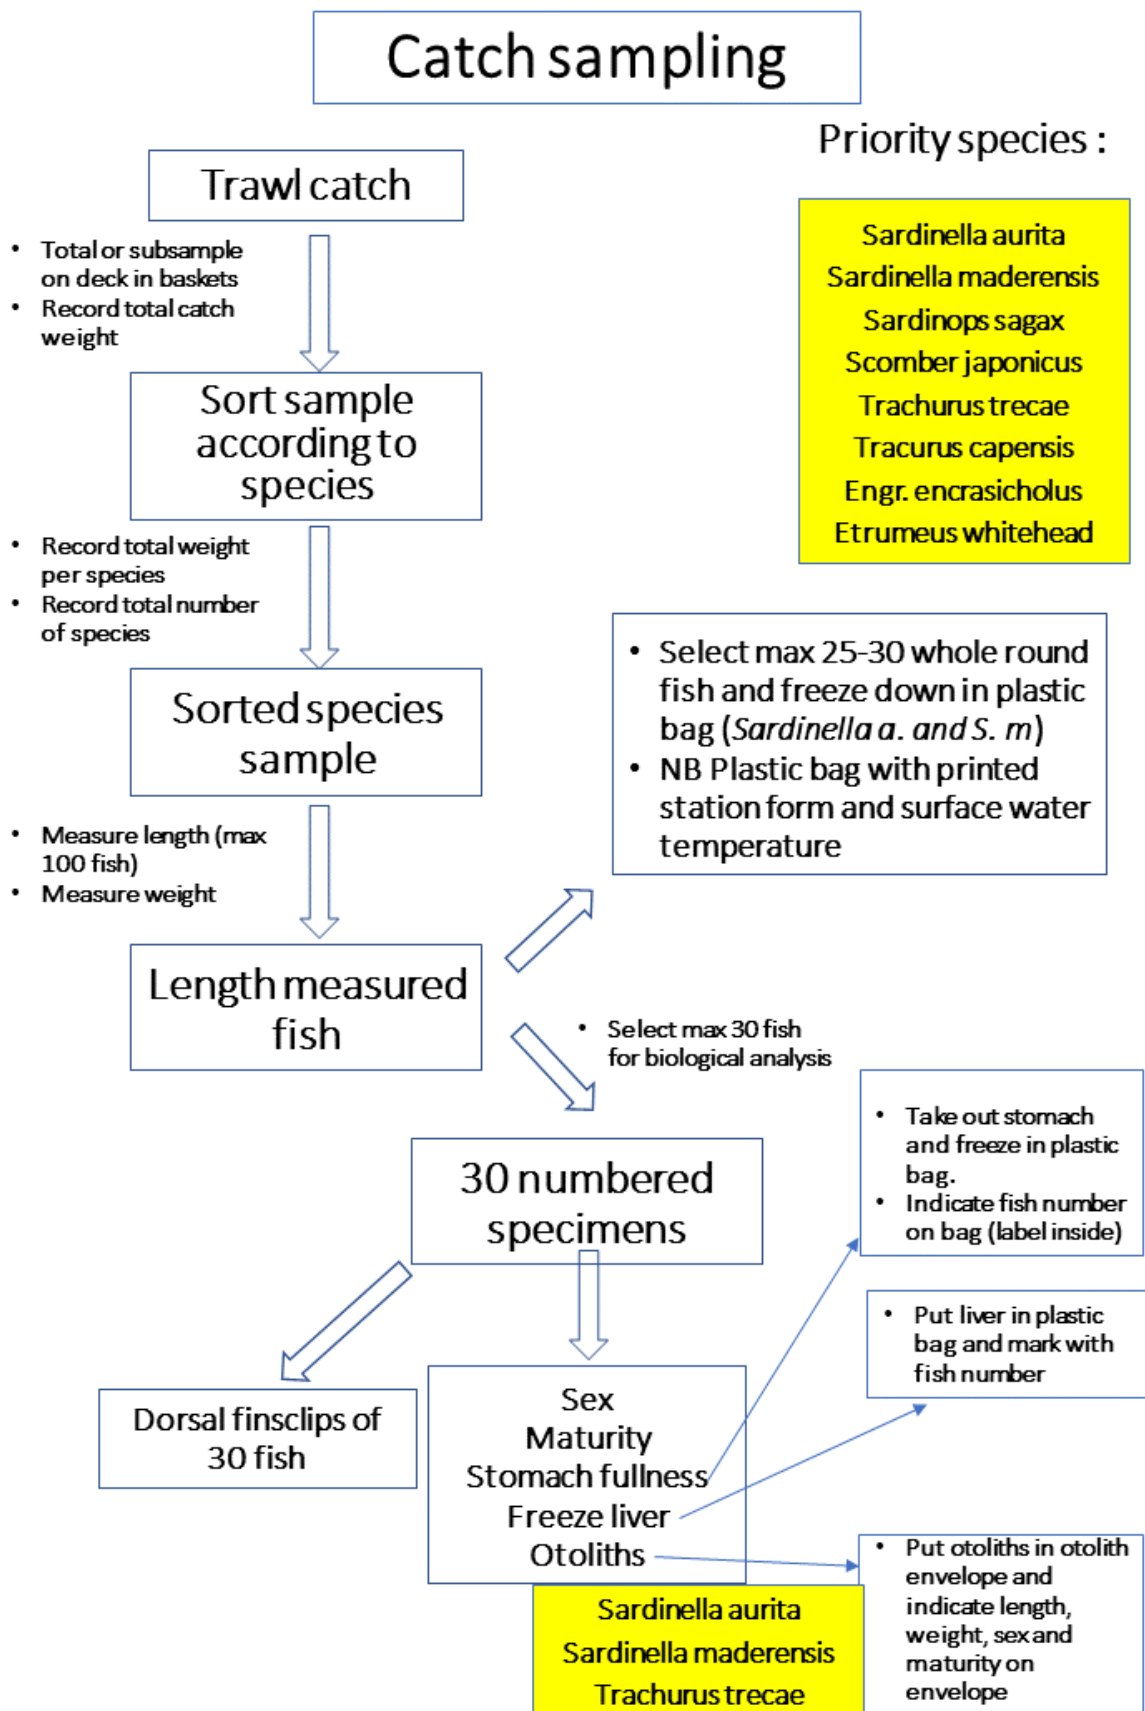 Catch sampling
Priority species :
Trawl catch
• Total or subsample
on deck in baskets
• Record total catch
weight
Sardinella aurita
Sardinella maderensis
Sardinops sagax
Scomber japonicus
Trachurus trecae
Tracurus capensis
Engr. encrasicholus
Etrumeus whitehead
Sort sample
according to
species
• Record total weight
per species
• Record total number
of species
Sorted species
sample
• Select max 25-30 whole round
fish and freeze down in plastic
bag (Sardinella a. and S. m)
• NB Plastic bag with printed
station form and surface water
temperature
• Measure length (max
100 fish)
• Measure weight
Length measured
fish
• Select max 30 fish
for biological analysis
30 numbered
specimens
• Take out stomach
and freeze in plastic
bag.
• Indicate fish number
on bag (label inside)
• Put liver in plastic
bag and mark with
fish number
Dorsal finsclips of
30 fish
Sex
Maturity
Stomach fullness
Freeze liver
Otoliths
• Put otoliths in otolith
envelope and
indicate length,
weight, sex and
maturity on
envelope
Sardinella aurita
Sardinella maderensis
Trachurus trecae